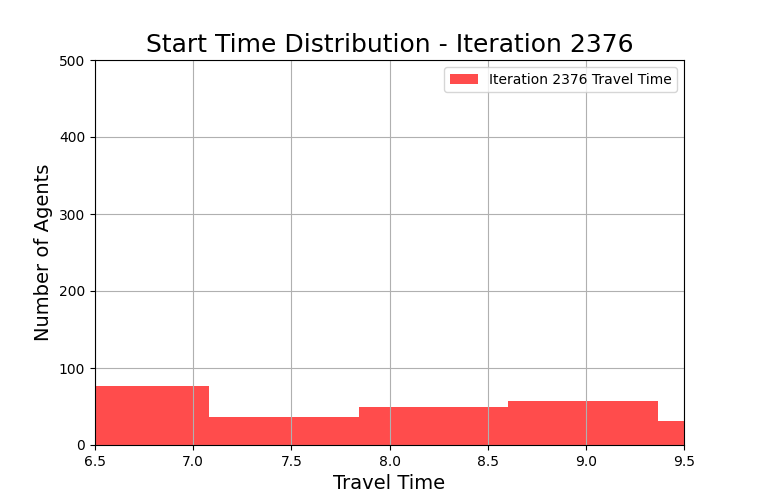 Start Time Distribution - Iteration 2376
500
Iteration 2376 Travel Time
400
300
200
100
0
Number of Agents
6.5 7.0 7.5 8.0 8.5 9.0 9.5
Travel Time